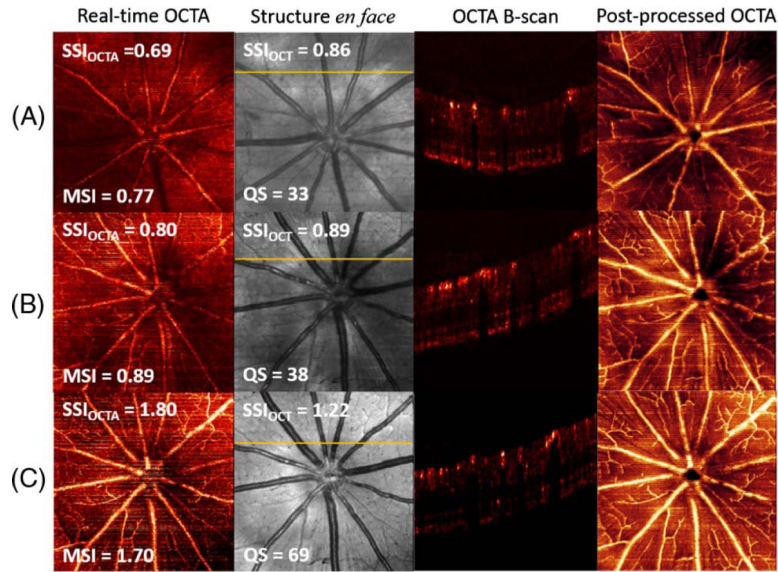 Real-time OCTA
Structure en face
OCTA B-scan
Post-processed OCTA
(A)
SSIOCTA =0.69
SSIOCT = 0.86
MSI = 0.77
QS = 33
(B)
SSIOCTA = 0.80
SSIOCT = 0.89
MSI = 0.89
QS = 38
(C)
SSIOCTA = 1.80
SSIOCT = 1.22
MSI = 1.70
QS = 69